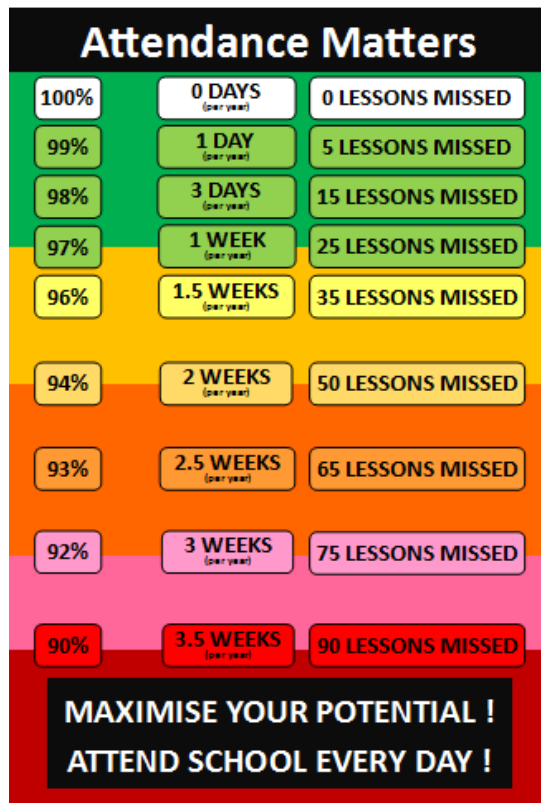 Attendance Matters
100% 0 DAYS 0 LESSONS MISSED
(per year)
99% 1 DAY 5 LESSONS MISSED
(per year)
98% 3 DAYS 15 LESSONS MISSED
(per year)
97% 1 WEEK 25 LESSONS MISSED
(per year)
96% 1.5 WEEKS 35 LESSONS MISSED
(per year)
94% 2 WEEKS 50 LESSONS MISSED
(per year)
93% 2.5 WEEKS 65 LESSONS MISSED
(per year)
92% 3 WEEKS 75 LESSONS MISSED
(per year)
90% 3.5 WEEKS 90 LESSONS MISSED
(per year)
MAXIMISE YOUR POTENTIAL !
ATTEND SCHOOL EVERY DAY !